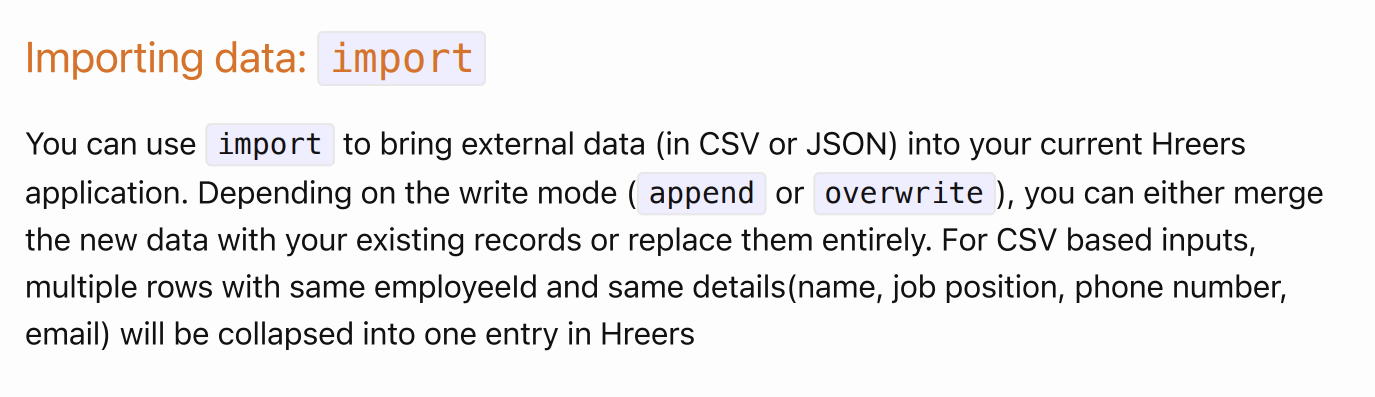 Importing data: import
You can use import to bring external data (in CSV or JSON) into your current Hreers
application. Depending on the write mode (append or overwrite), you can either merge
the new data with your existing records or replace them entirely. For CSV based inputs,
multiple rows with same employeeId and same details(name, job position, phone number,
email) will be collapsed into one entry in Hreers